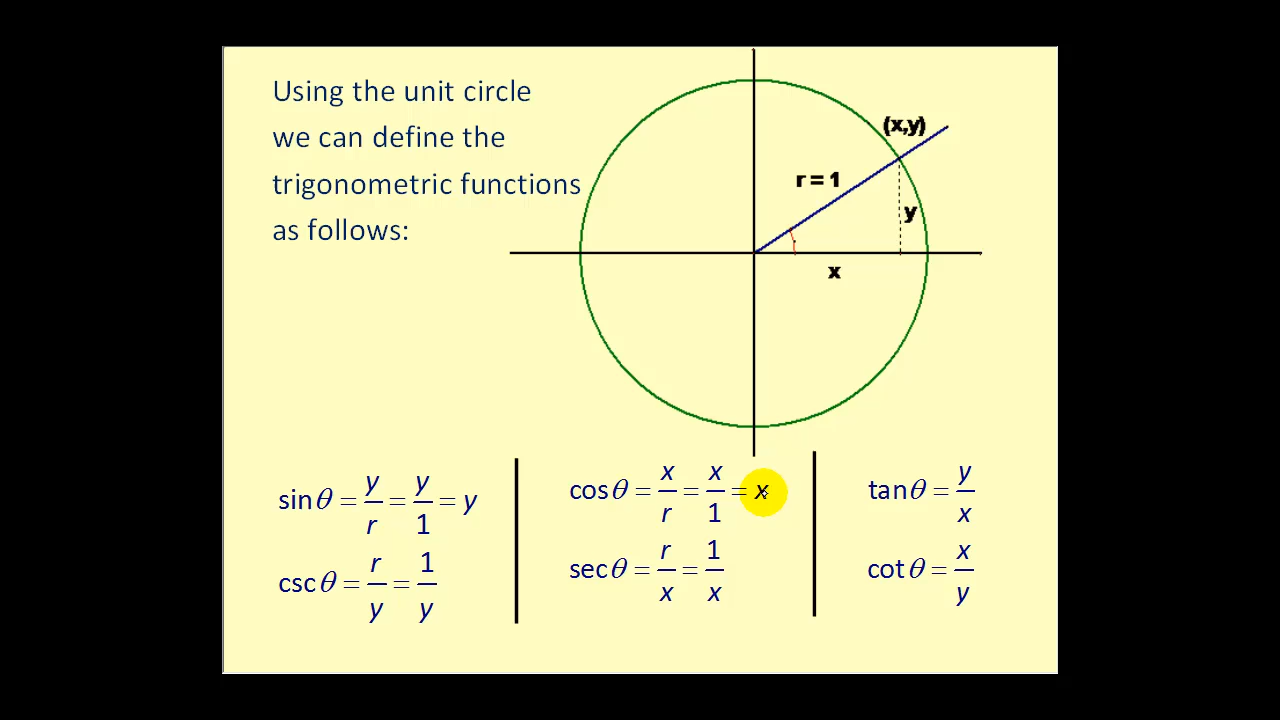 Using the unit circle
we can define the
trigonometric functions
as follows:
(x,y)
r = 1
y
x
sinθ = y/r = y/1 = y
cscθ = r/y = 1/y
cosθ = x/r = x/1 = x
secθ = r/x = 1/x
tanθ = y/x
cotθ = x/y